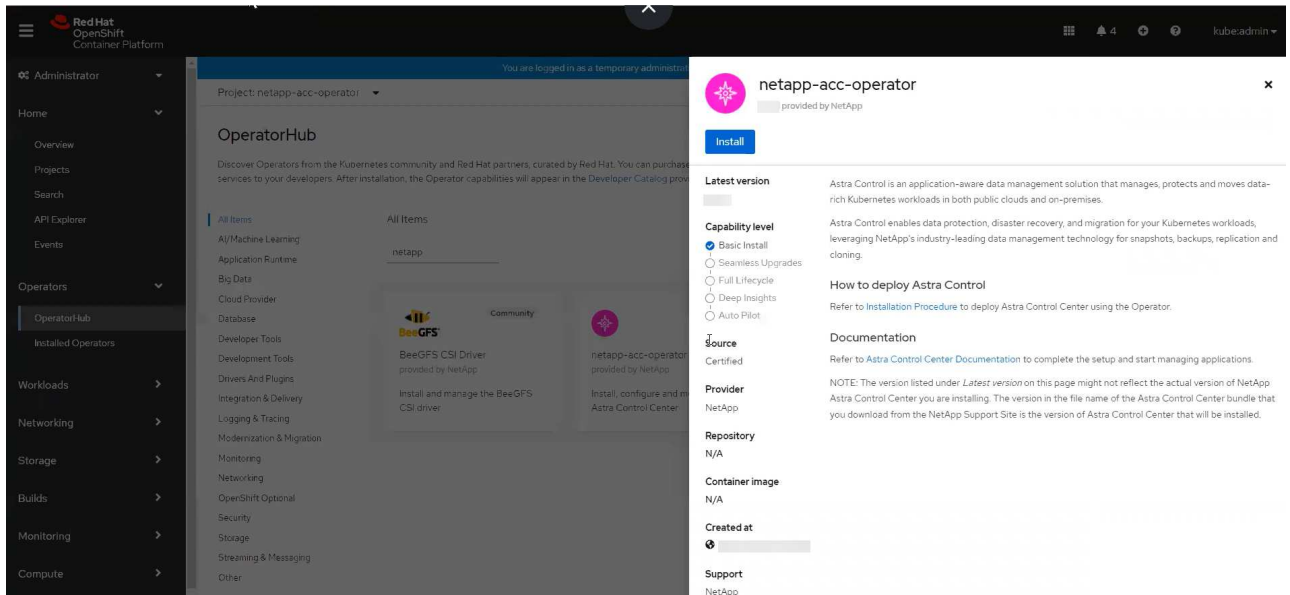 Red Hat
OpenShift
Container Platform
4
kube:admin
Administrator
Home
Overview
Projects
Search
API Explorer
Events
Operators
OperatorHub
Installed Operators
Workloads
Networking
Storage
Builds
Monitoring
Compute
You are logged in as a temporary administrat
Project: netapp-acc-operator
OperatorHub
Discover Operators from the Kubernetes community and Red Hat partners, curated by Red Hat. You can purchase
services to your developers. After installation, the Operator capabilities will appear in the Developer Catalog prov
All Items
AI/Machine Learning
Application Runtime
Big Data
Cloud Provider
Database
Developer Tools
Development Tools
Drivers And Plugins
Integration & Delivery
Logging & Tracing
Modernization & Migration
Monitoring
Networking
OpenShift Optional
Security
Storage
Streaming & Messaging
Other
All Items
netapp
BeeGFS
Community
BeeGFS CSI Driver
provided by NetApp
Install and manage the BeeGFS
CSI driver
netapp-acc-operator
provided by NetApp
Install, configure and m
Astra Control Center
netapp-acc-operator
provided by NetApp
Install
Latest version
Capability level
Basic Install
Seamless Upgrades
Full Lifecycle
Deep Insights
Auto Pilot
Source
Certified
Provider
NetApp
Repository
N/A
Container image
N/A
Created at
Support
NetApp
Astra Control is an application-aware data management solution that manages, protects and moves data-
rich Kubernetes workloads in both public clouds and on-premises.
Astra Control enables data protection, disaster recovery, and migration for your Kubernetes workloads,
leveraging NetApp's industry-leading data management technology for snapshots, backups, replication and
cloning.
How to deploy Astra Control
Refer to Installation Procedure to deploy Astra Control Center using the Operator.
Documentation
Refer to Astra Control Center Documentation to complete the setup and start managing applications.
NOTE: The version listed under Latest version on this page might not reflect the actual version of NetApp
Astra Control Center you are installing. The version in the file name of the Astra Control Center bundle that
you download from the NetApp Support Site is the version of Astra Control Center that will be installed.